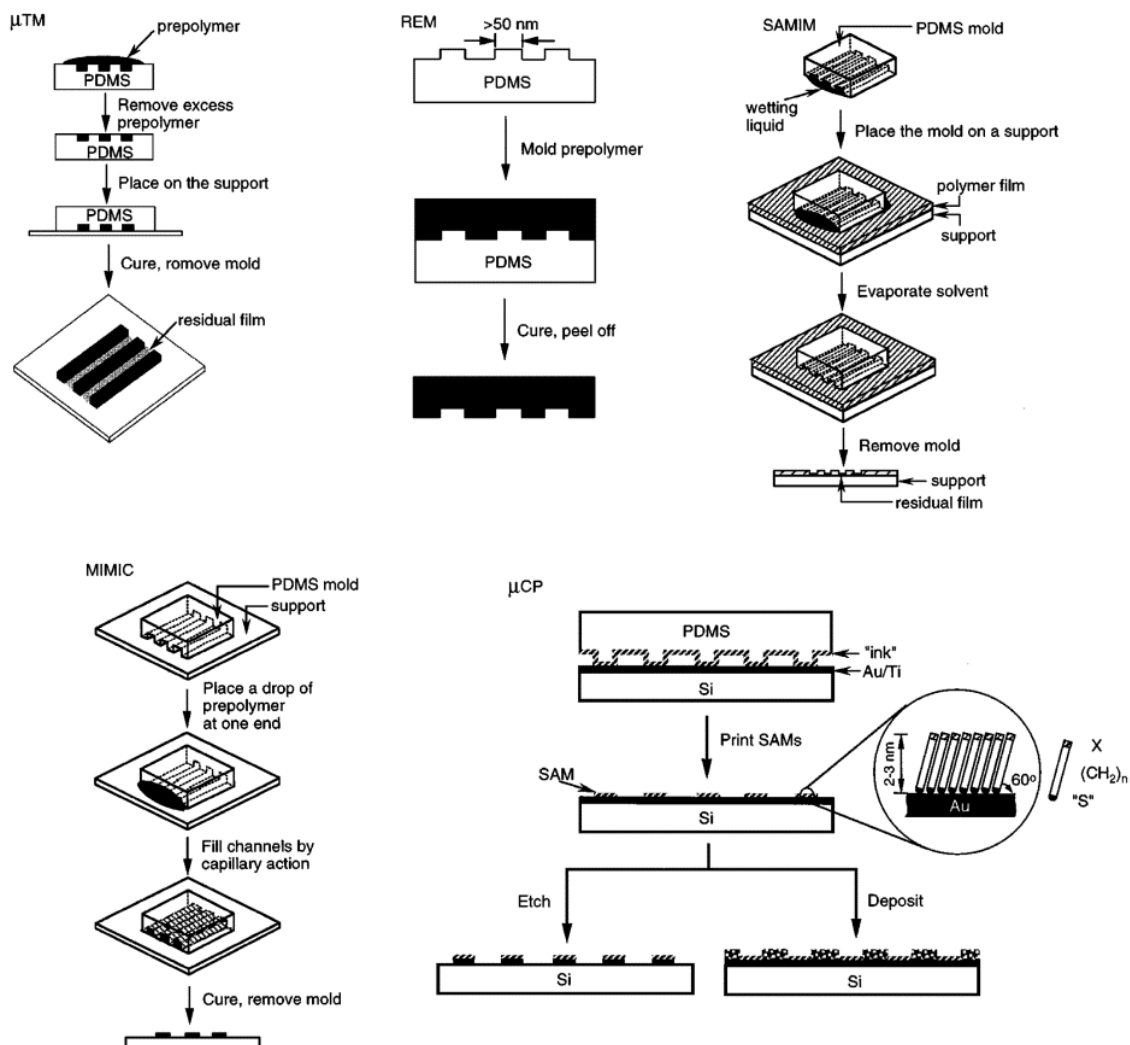 μTM
prepolymer
PDMS
Remove excess
prepolymer
PDMS
Place on the support
PDMS
Cure, romove mold
residual film
REM
>50 nm
PDMS
Mold prepolymer
PDMS
Cure, peel off
SAMIM
PDMS mold
wetting
liquid
Place the mold on a support
polymer film
support
Evaporate solvent
Remove mold
support
residual film
MIMIC
PDMS mold
support
Place a drop of
prepolymer
at one end
Fill channels by
capillary action
Cure, remove mold
μCP
PDMS
"ink"
Au/Ti
Si
Print SAMs
SAM
Si
2-3 nm
60o
Au
X
(CH2)n
"S"
Etch
Deposit
Si
Si